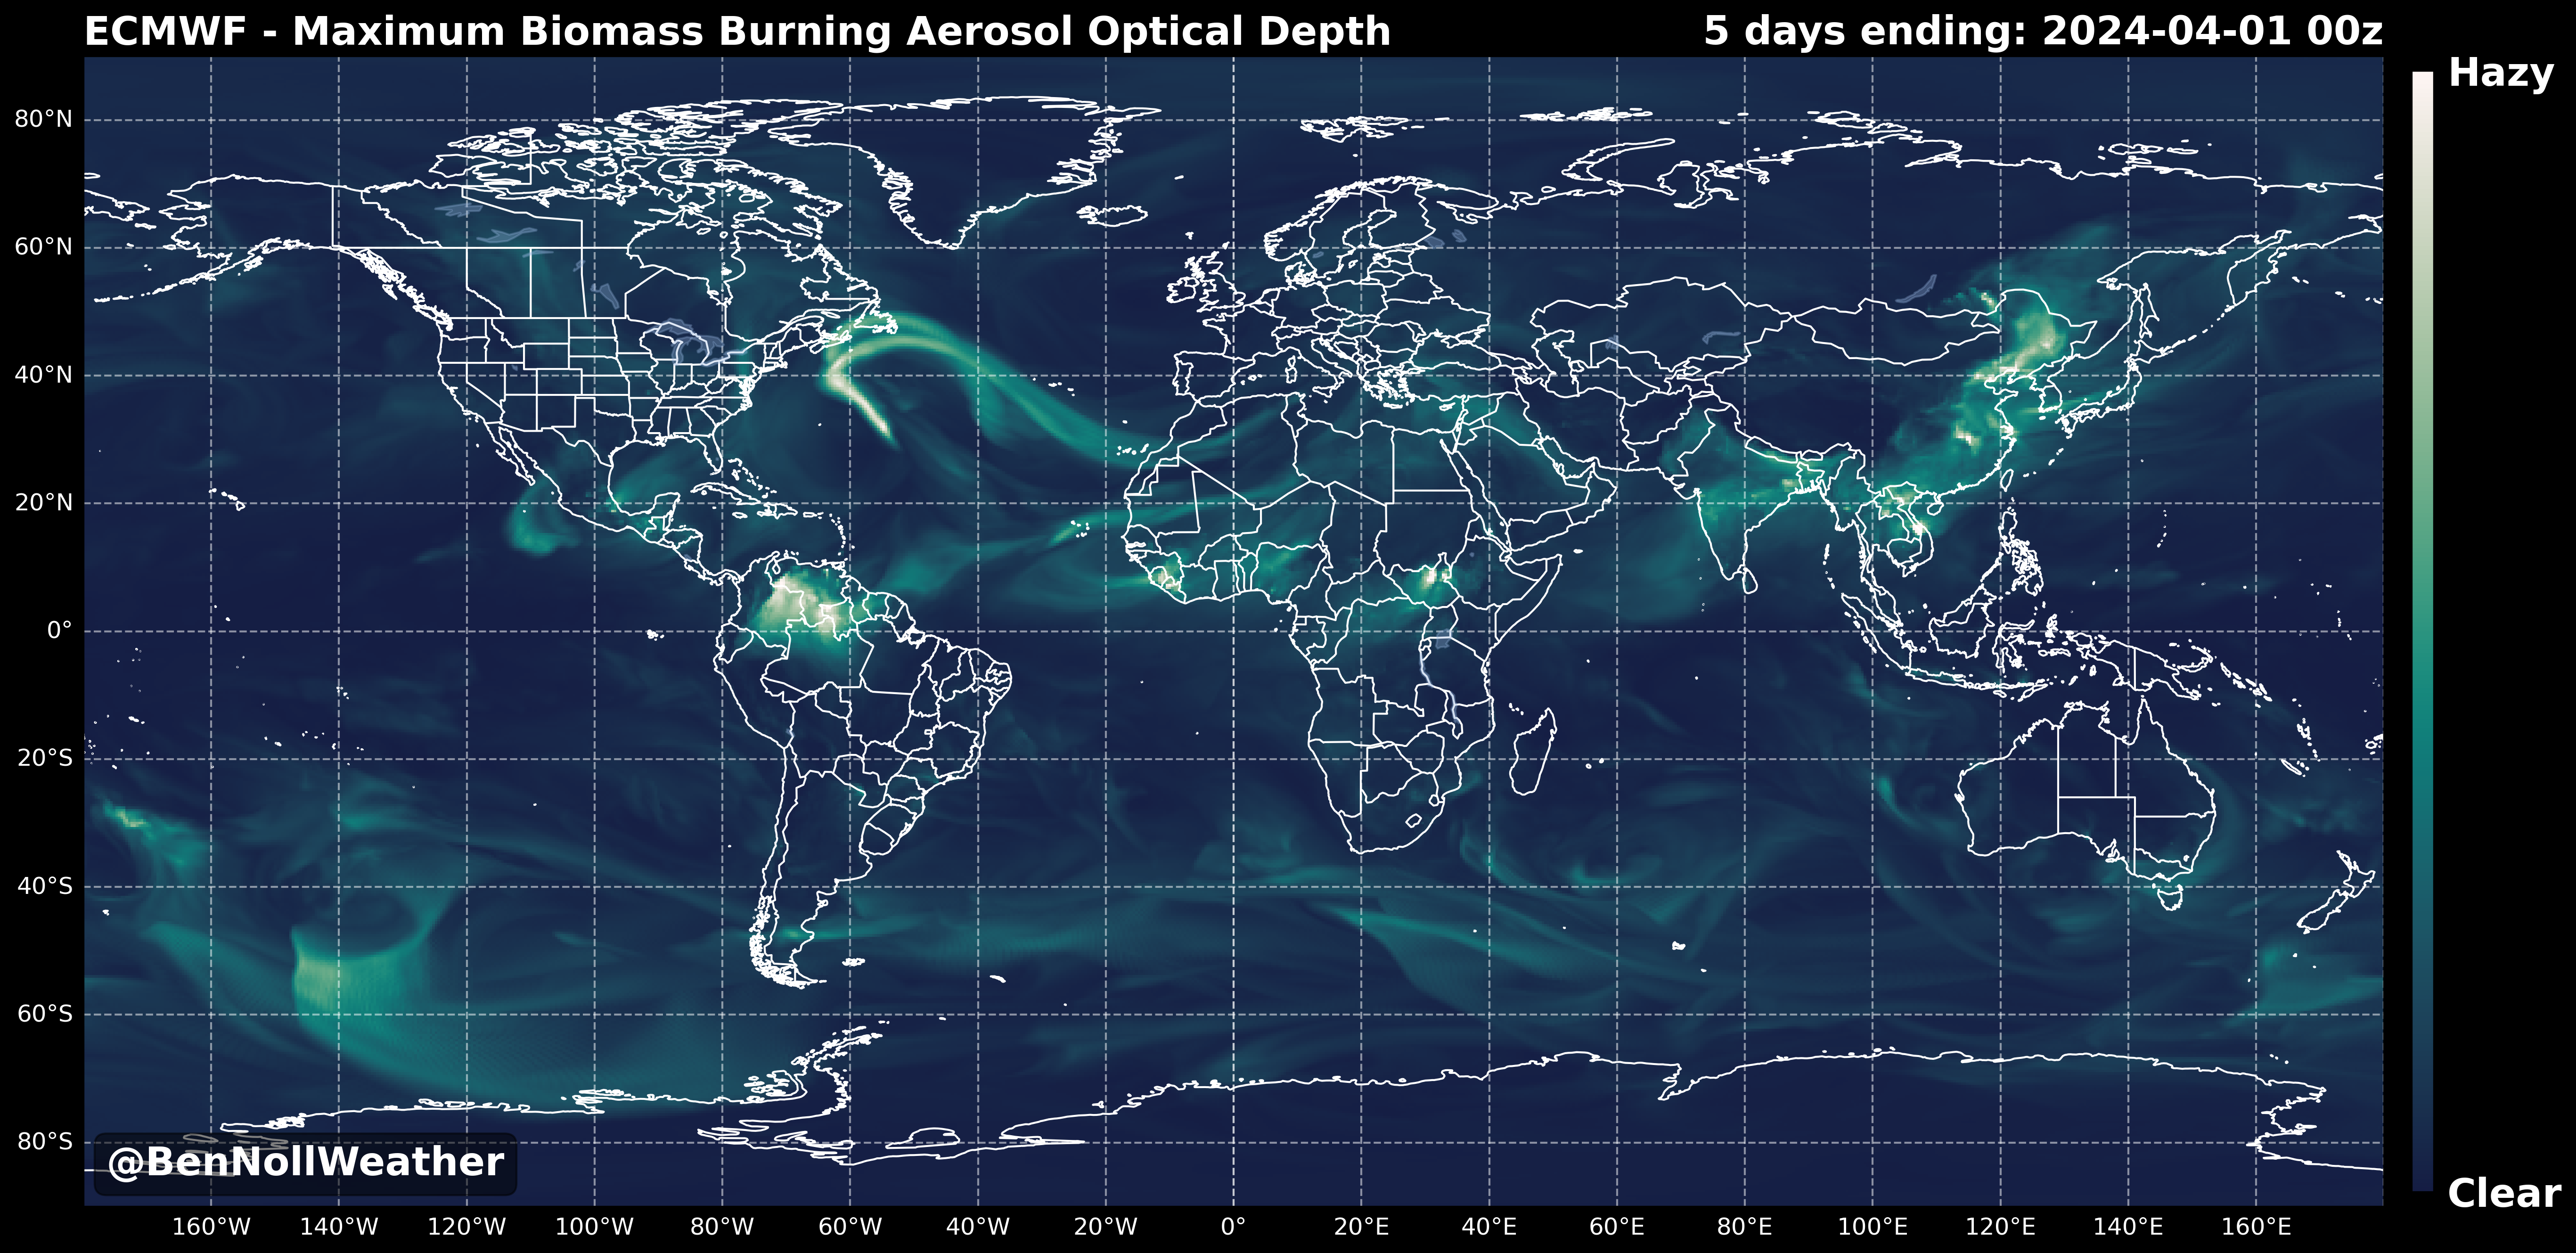 ECMWF - Maximum Biomass Burning Aerosol Optical Depth
5 days ending: 2024-04-01 00z
Hazy
80°N
60°N
40°N
20°N
0°
20°S
40°S
60°S
80°S
@BenNollWeather
Clear
160°W 140°W 120°W 100°W 80°W 60°W 40°W 20°W 0° 20°E 40°E 60°E 80°E 100°E 120°E 140°E 160°E